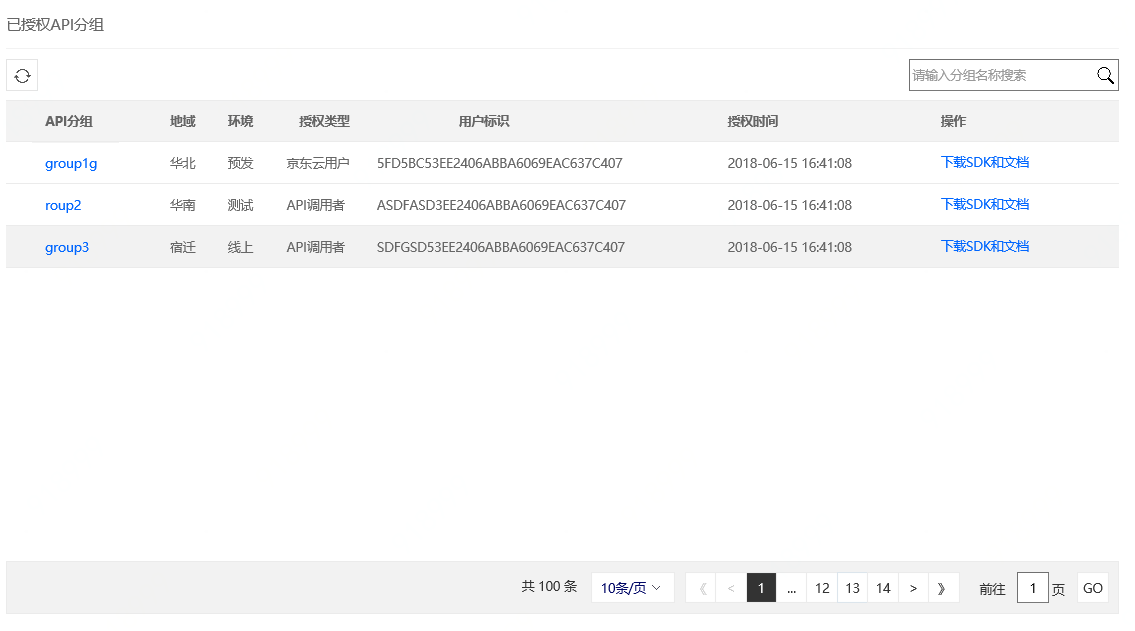 已授权API分组
请输入分组名称搜索
API分组 地域 环境 授权类型 用户标识 授权时间 操作
group1g 华北 预发 京东云用户 5FD5BC53EE2406ABBA6069EAC637C407 2018-06-15 16:41:08 下载SDK和文档
roup2 华南 测试 API调用者 ASDFASD3EE2406ABBA6069EAC637C407 2018-06-15 16:41:08 下载SDK和文档
group3 宿迁 线上 API调用者 SDFGSD53EE2406ABBA6069EAC637C407 2018-06-15 16:41:08 下载SDK和文档
共 100 条 10条/页 《 < 1 ... 12 13 14 > 》 前往 1 页 GO